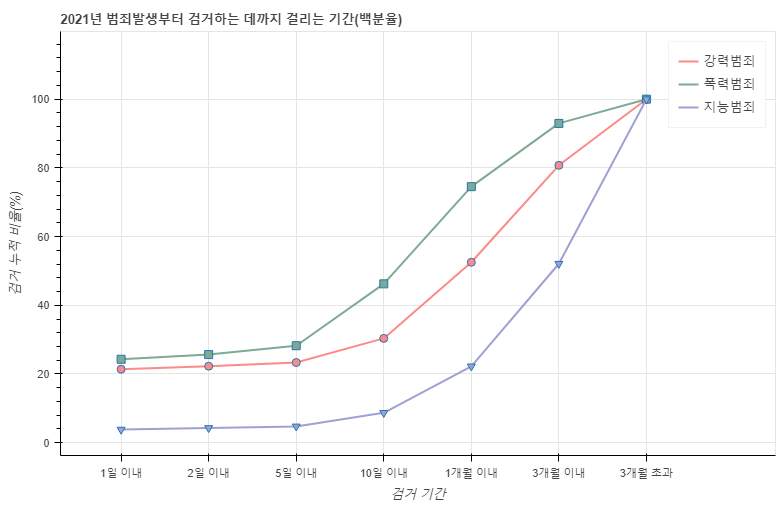 2021년 범죄발생부터 검거하는 데까지 걸리는 기간(백분율)
강력범죄
폭력범죄
지능범죄
검거 누적 비율(%)
100
80
60
40
20
0
1일 이내 2일 이내 5일 이내 10일 이내 1개월 이내 3개월 이내 3개월 초과
검거 기간